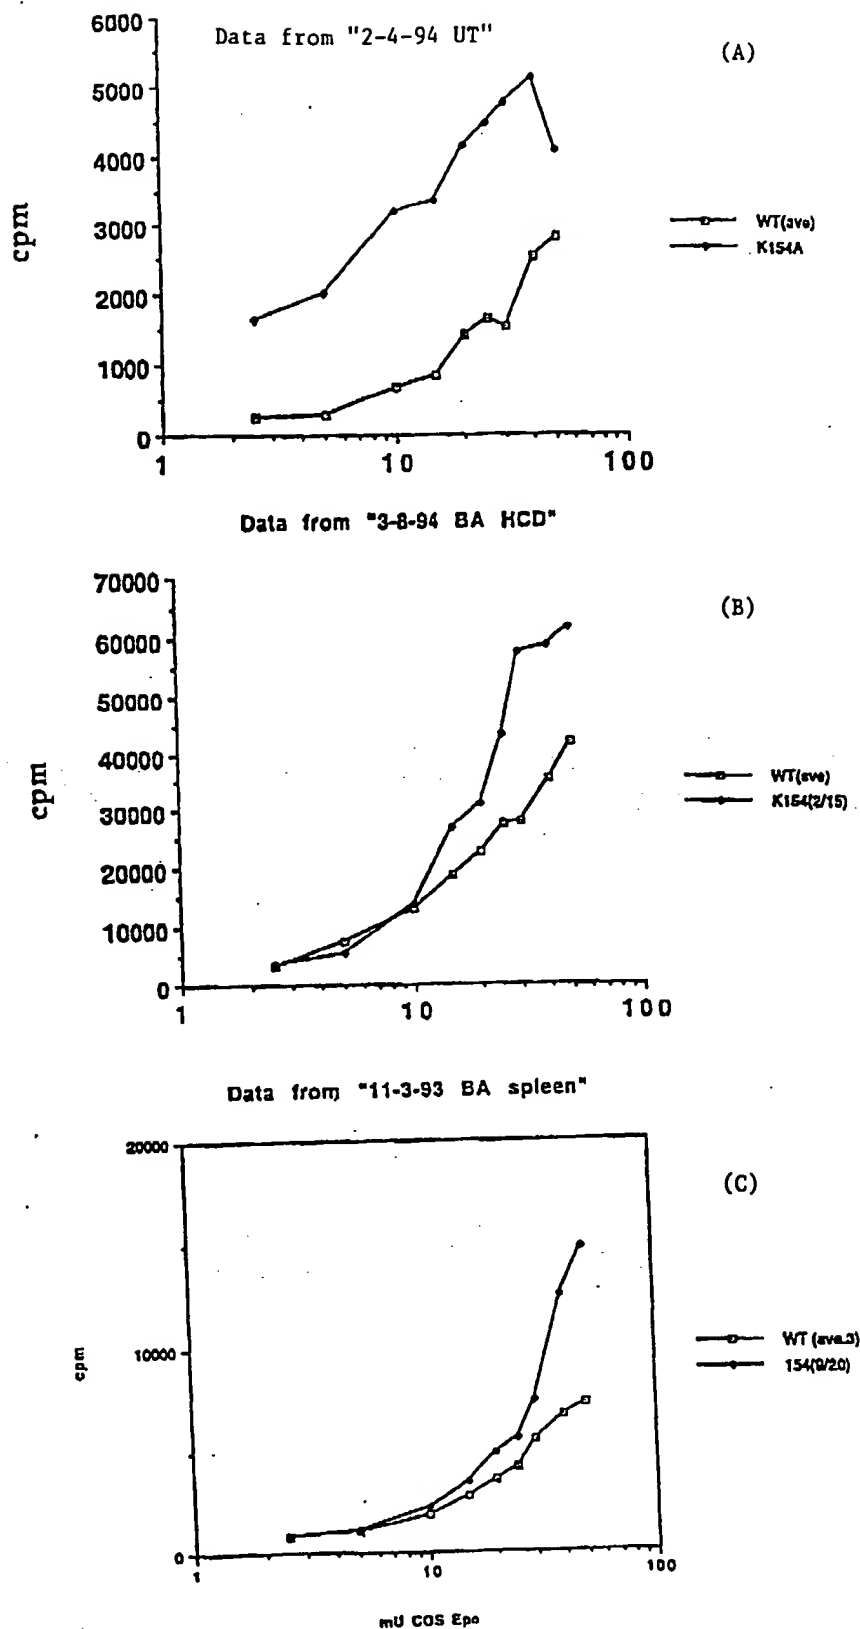 6000
Data from "2-4-94 UT"
(A)
5000
4000
3000
cpm
WT(ave)
K154A
2000
1000
0
1
10
100
Data from "3-8-94 BA HCD"
70000
(B)
60000
50000
40000
cpm
WT(ave)
K154(2/15)
30000
20000
10000
0
1
10
100
Data from "11-3-93 BA spleen"
20000
(C)
10000
cpm
WT (ave.3)
154(9/20)
0
1
10
100
mU COS Epo